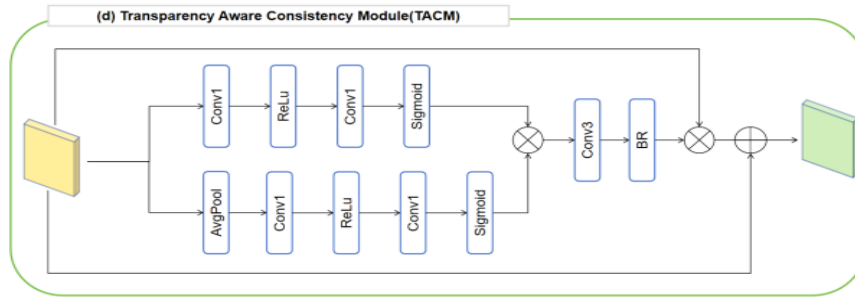 (d) Transparency Aware Consistency Module(TACM)
Conv1
ReLu
Conv1
Sigmoid
Conv3
BR
AvgPool
Conv1
ReLu
Conv1
Sigmoid